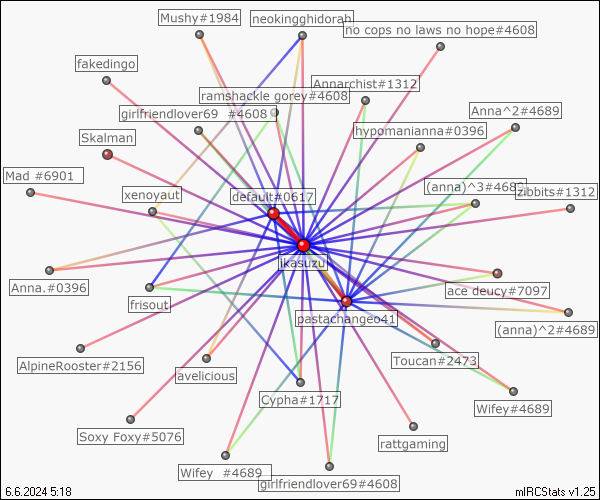 Mushy#1984
neokingghidorah
no cops no laws no hope#4608
fakedingo
Annarchist#1312
ramshackle gorey#4608
girlfriendlover69 #4608
Anna^2#4689
hypomanianna#0396
Skalman
Mad #6901
xenoyaut
default#0617
(anna)^3#4689
zibbits#1312
ikasuzu
Anna.#0396
frisout
ace deucy#7097
pastachangeo41
(anna)^2#4689
AlpineRooster#2156
avelicious
Toucan#2473
Cypha#1717
Wifey#4689
Soxy Foxy#5076
rattgaming
Wifey #4689
girlfriendlover69#4608
6.6.2024 5:18
mIRCStats v1.25